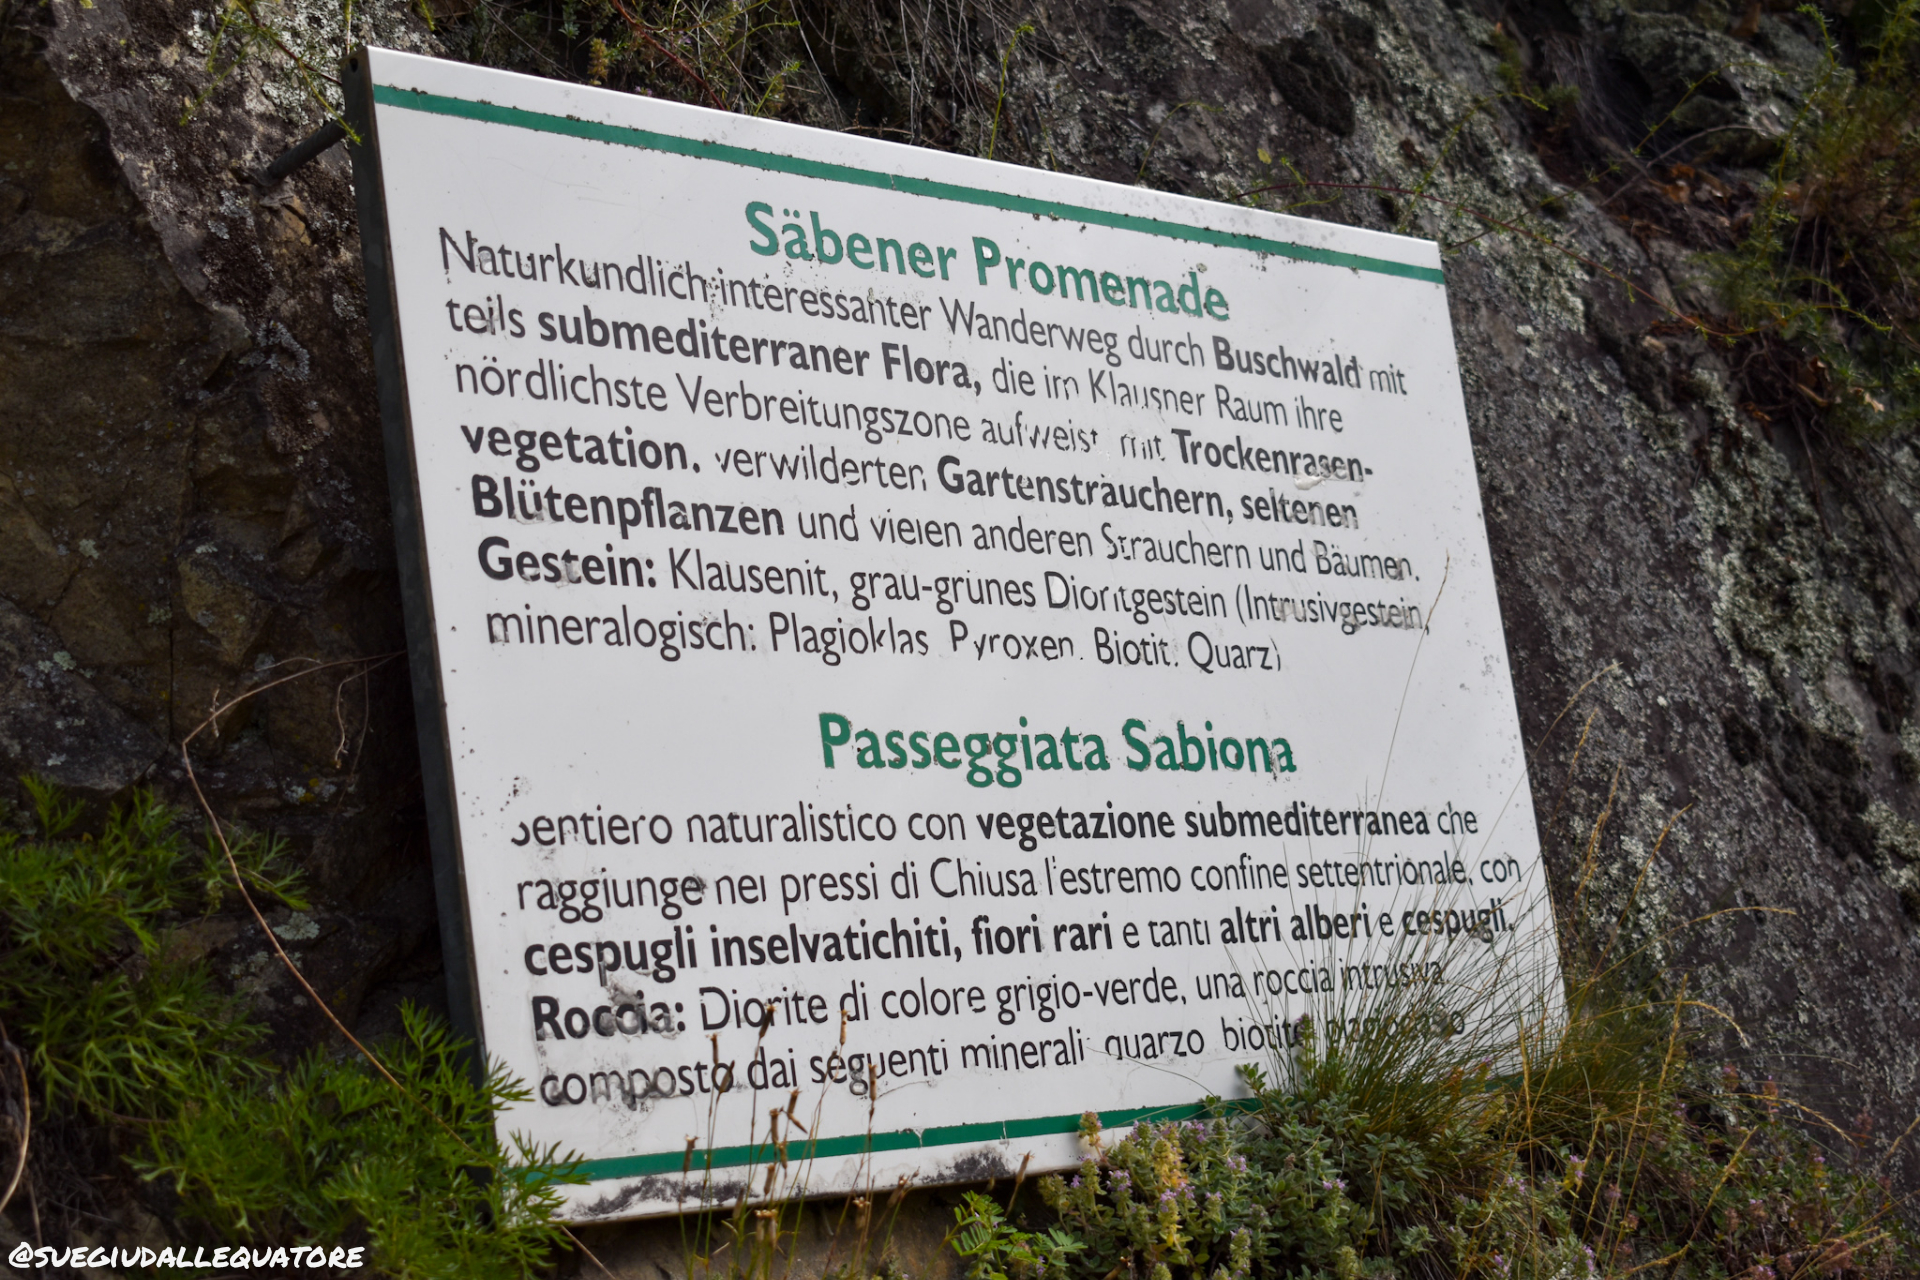 Säbener Promenade
Naturkundlich interessanter Wanderweg durch Buschwald mit
teils submediterraner Flora, die im Klausner Raum ihre
nördlichste Verbreitungszone aufweist, mit Trockenrasen-
vegetation, verwilderten Gartensträuchern, seltenen
Blütenpflanzen und vielen anderen Sträuchern und Bäumen.
Gestein: Klausenit, grau-grünes Dioritgestein (Intrusivgestein,
mineralogisch: Plagioklas, Pyroxen, Biotit, Quarz)
Passeggiata Sabiona
Sentiero naturalistico con vegetazione submediterranea che
raggiunge nei pressi di Chiusa l'estremo confine settentrionale, con
cespugli inselvatichiti, fiori rari e tanti altri alberi e cespugli.
Roccia: Diorite di colore grigio-verde, una roccia intrusiva
composto dai seguenti minerali: quarzo biotite plagioclasio
@SUEGIUDALLEQUATORE